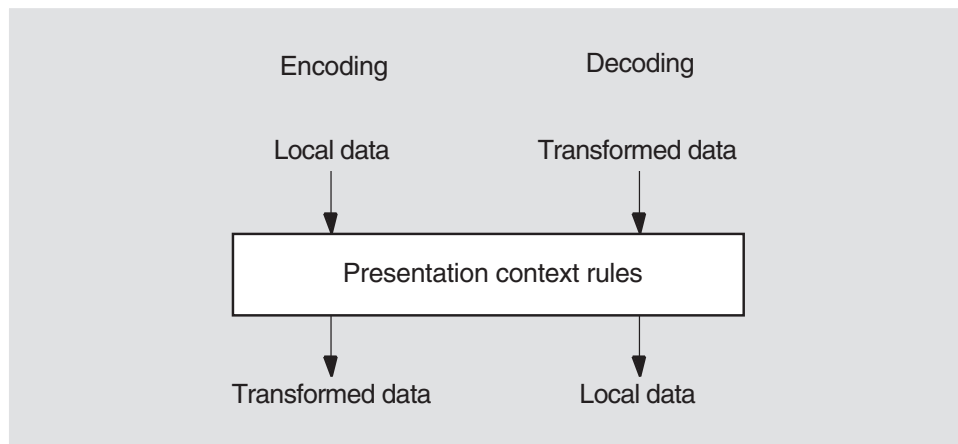 Encoding
Decoding
Local data
Transformed data
Presentation context rules
Transformed data
Local data